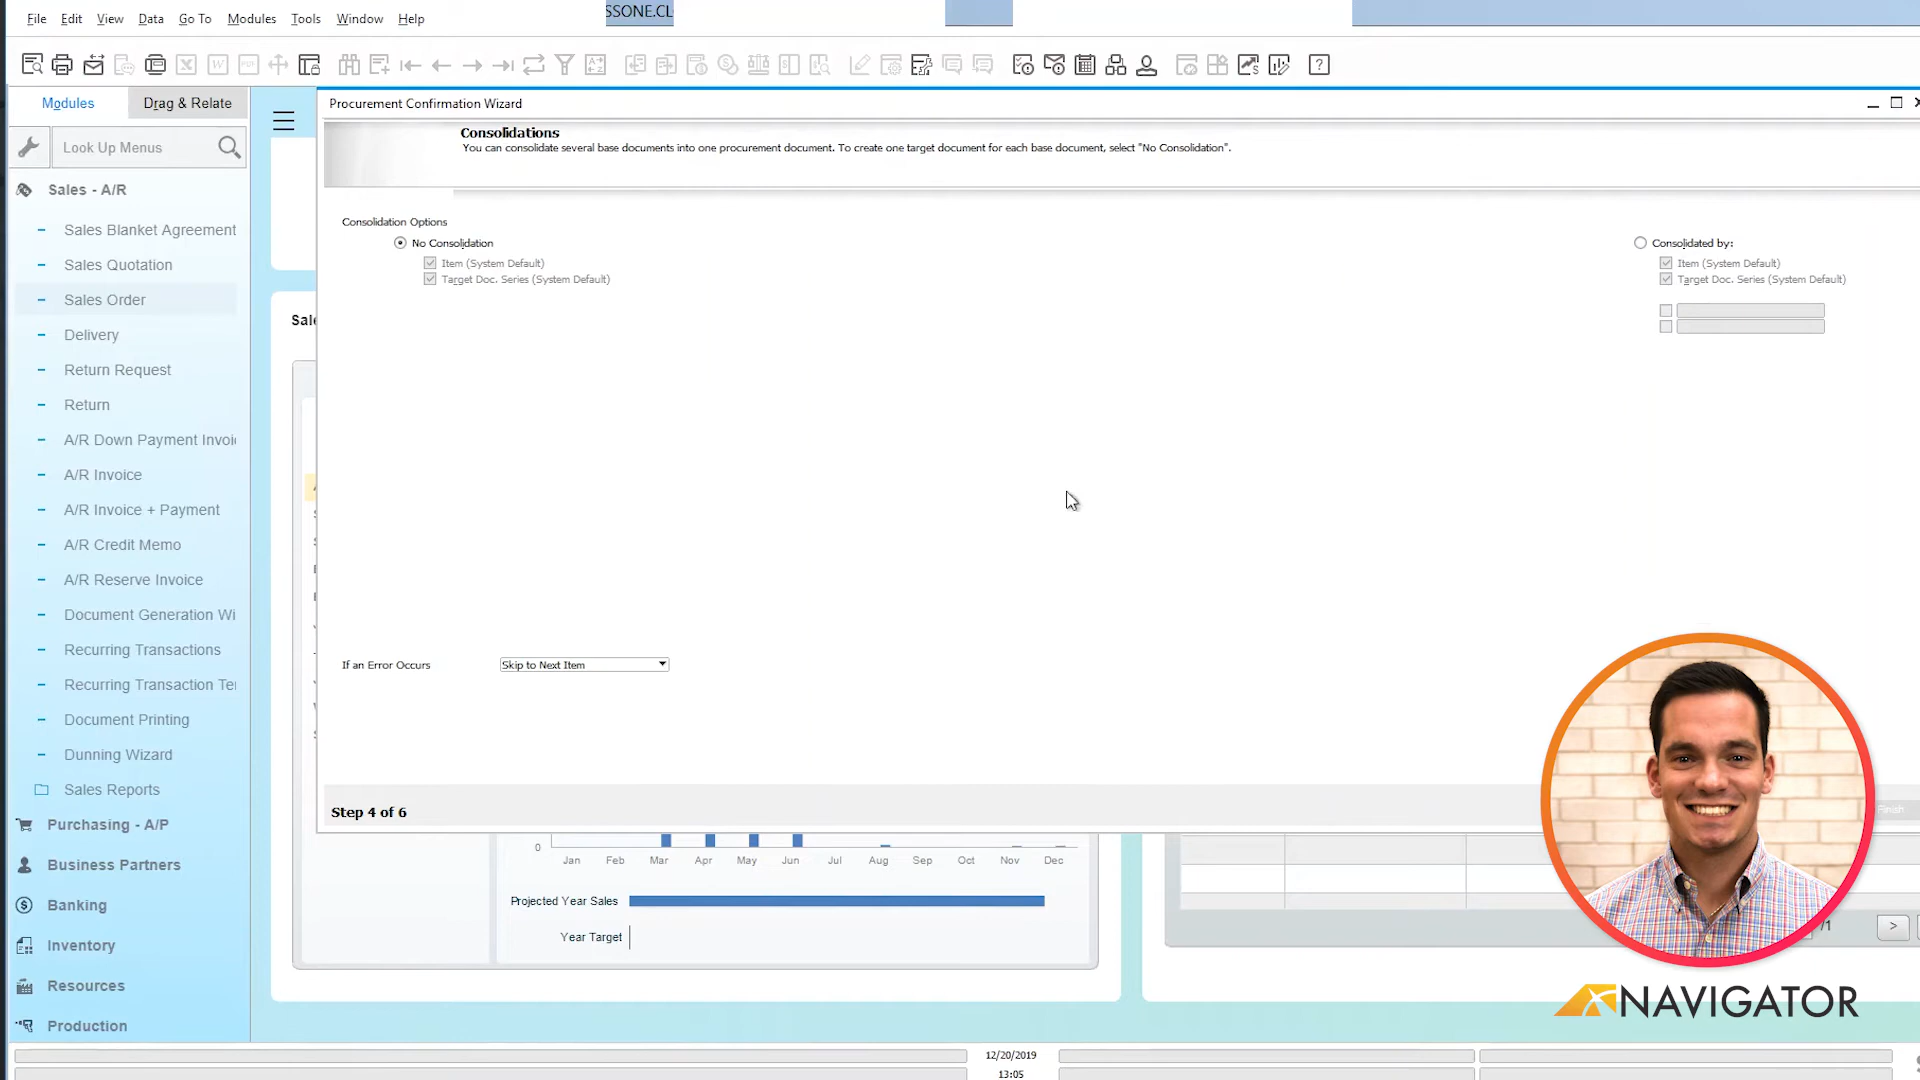 SSONE.CL
File Edit View Data Go To Modules Tools Window Help
Modules Drag & Relate
Look Up Menus
Sales - A/R
Sales Blanket Agreement
Sales Quotation
Sales Order
Delivery
Return Request
Return
A/R Down Payment Invoi
A/R Invoice
A/R Invoice + Payment
A/R Credit Memo
A/R Reserve Invoice
Document Generation Wi
Recurring Transactions
Recurring Transaction Te
Document Printing
Dunning Wizard
Sales Reports
Purchasing - A/P
Business Partners
Banking
Inventory
Resources
Production
Procurement Confirmation Wizard
Consolidations
You can consolidate several base documents into one procurement document. To create one target document for each base document, select "No Consolidation".
Consolidation Options
No Consolidation
Item (System Default)
Target Doc. Series (System Default)
Consolidated by:
Item (System Default)
Target Doc. Series (System Default)
Sale
If an Error Occurs Skip to Next Item
Step 4 of 6
Finish
0
Jan Feb Mar Apr May Jun Jul Aug Sep Oct Nov Dec
Projected Year Sales
Year Target
/1 >
NAVIGATOR
12/20/2019
13:05